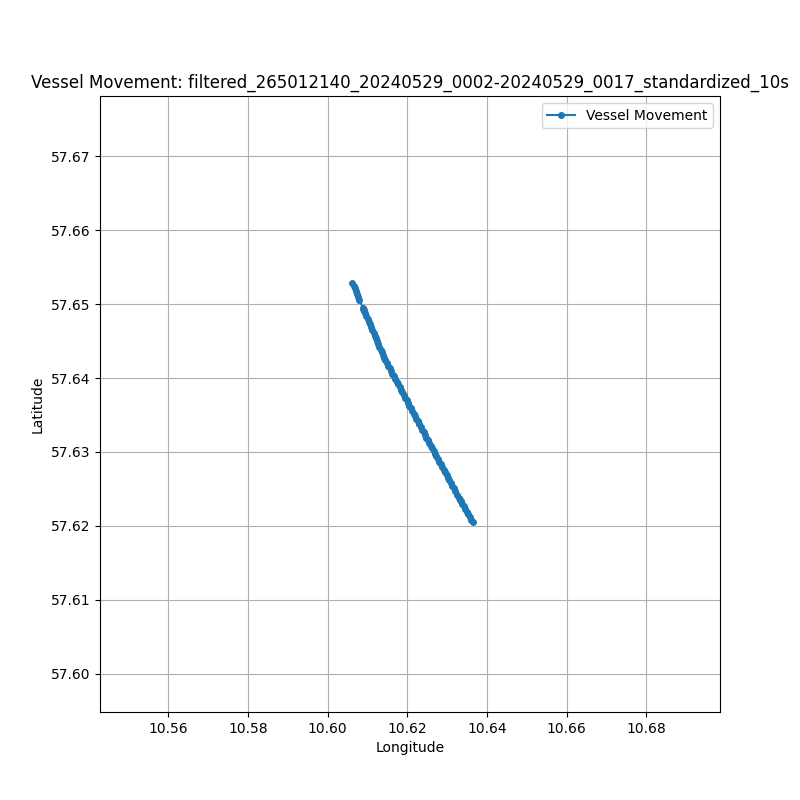 Vessel Movement: filtered_265012140_20240529_0002-20240529_0017_standardized_10s
Vessel Movement
57.67
57.66
57.65
57.64
57.63
57.62
57.61
57.60
Latitude
10.56 10.58 10.60 10.62 10.64 10.66 10.68
Longitude